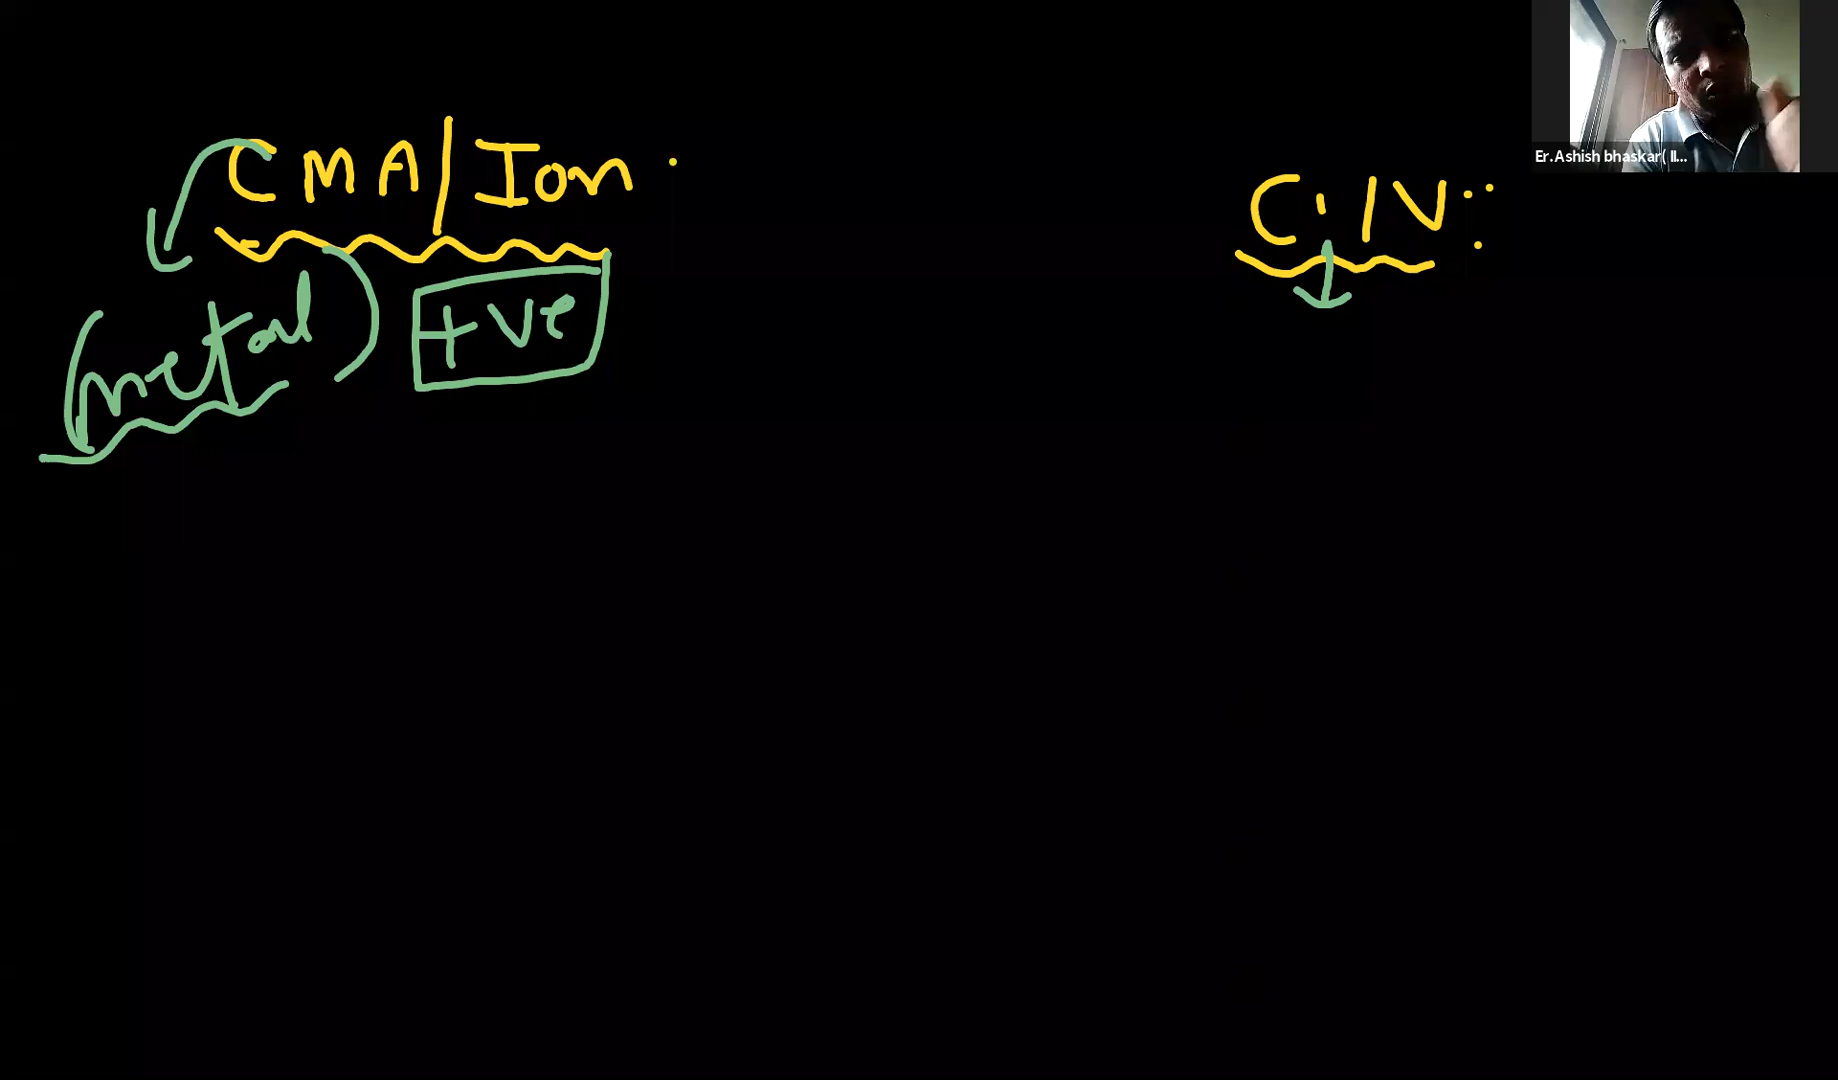 Er.Ashish bhaskar( II...
CMA/Ion.
C'/V:
(metal)
+ve